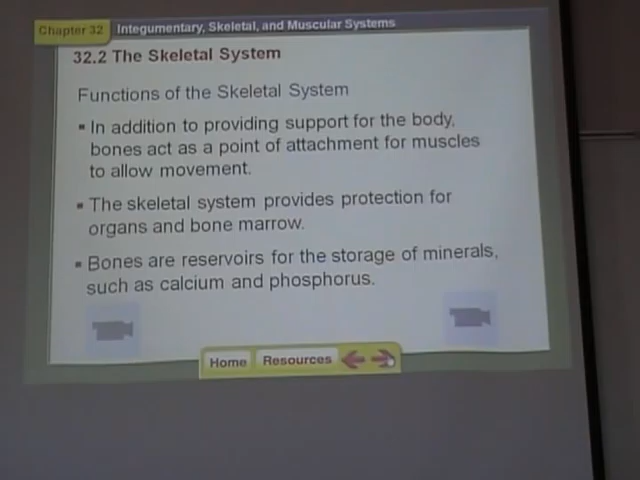 Chapter 32
Integumentary, Skeletal, and Muscular Systems
32.2 The Skeletal System
Functions of the Skeletal System
▪ In addition to providing support for the body,
bones act as a point of attachment for muscles
to allow movement.
▪ The skeletal system provides protection for
organs and bone marrow.
▪ Bones are reservoirs for the storage of minerals,
such as calcium and phosphorus.
Home Resources